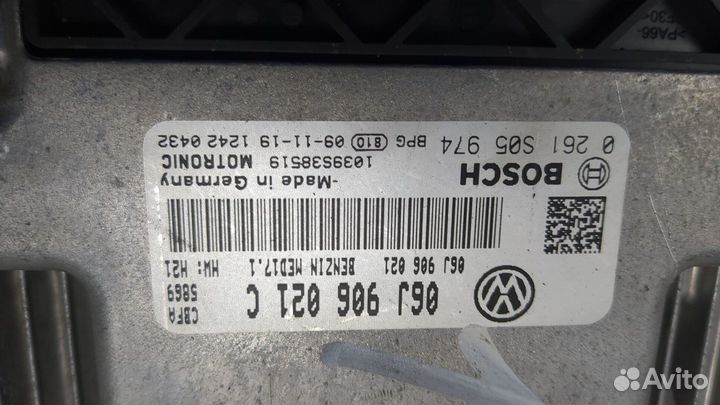 06J 906 021 C
CBFA
5869
06J 906 021 BENZIN MED17.1 HW: H21
BOSCH
-Made in Germany
1039S38519 MOTRONIC
0 261 S05 974 BPG 810 09-11-19 1242 0432
>PA66-
Avito